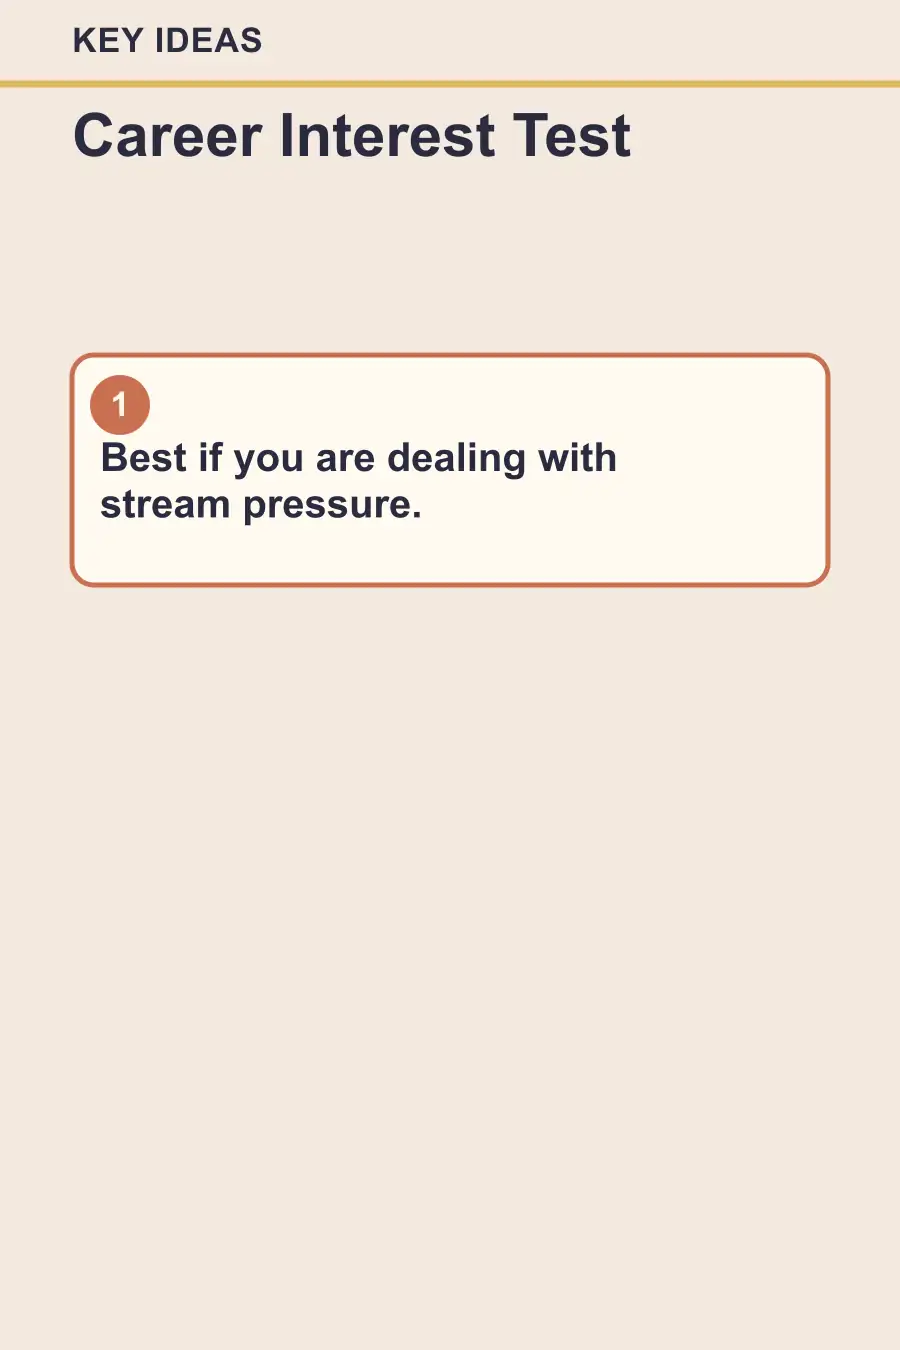 KEY IDEAS
Career Interest Test
1
Best if you are dealing with
stream pressure.